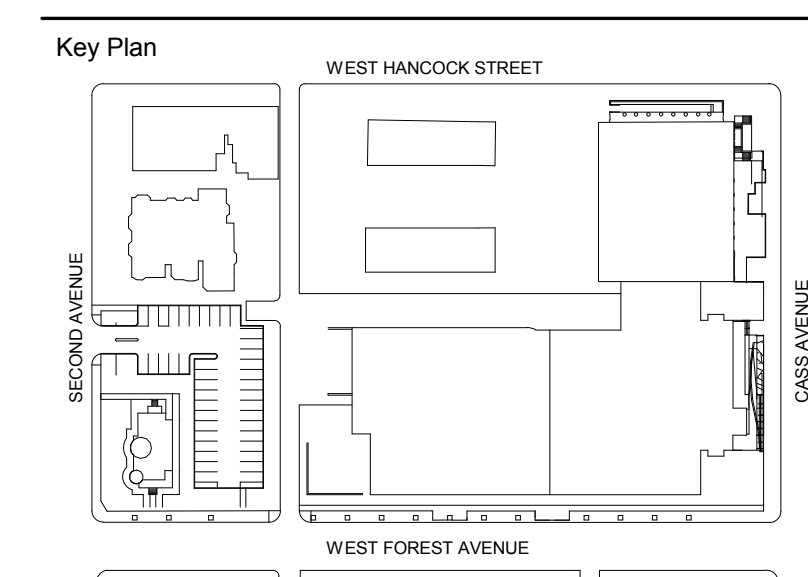 Key Plan
WEST HANCOCK STREET
SECOND AVENUE
CASS AVENUE
WEST FOREST AVENUE